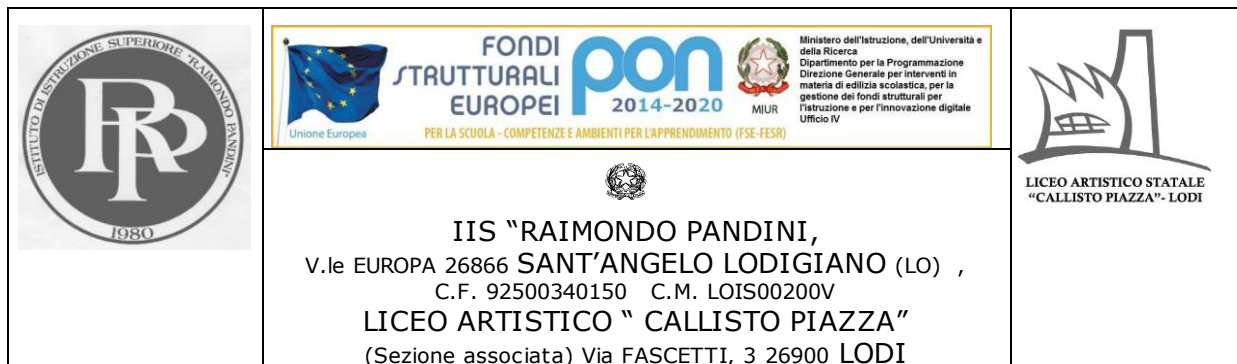 ISTITUTO DI ISTRUZIONE SUPERIORE "RAIMONDO PANDINI"
1980
FONDI
STRUTTURALI
EUROPEI
pon
2014-2020
Unione Europea
MIUR
Ministero dell'Istruzione, dell'Università e
della Ricerca
Dipartimento per la Programmazione
Direzione Generale per interventi in
materia di edilizia scolastica, per la
gestione dei fondi strutturali per
l'istruzione e per l'innovazione digitale
Ufficio IV
PER LA SCUOLA - COMPETENZE E AMBIENTI PER L'APPRENDIMENTO (FSE-FESR)
LICEO ARTISTICO STATALE
"CALLISTO PIAZZA"- LODI
IIS "RAIMONDO PANDINI,
V.le EUROPA 26866 SANT'ANGELO LODIGIANO (LO) ,
C.F. 92500340150 C.M. LOIS00200V
LICEO ARTISTICO " CALLISTO PIAZZA"
(Sezione associata) Via FASCETTI, 3 26900 LODI